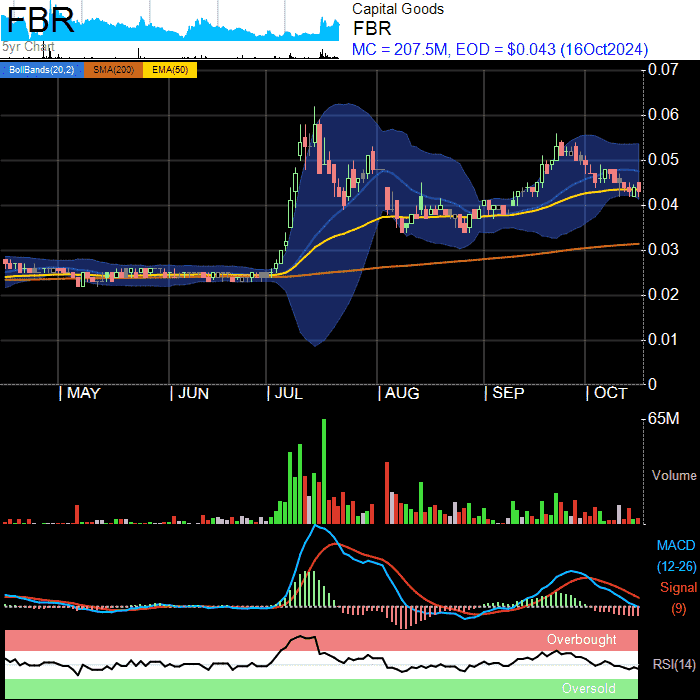 FBR
5yr Chart
Capital Goods
FBR
MC = 207.5M, EOD = $0.043 (16Oct2024)
BollBands(20,2) SMA(200) EMA(50)
0.07
0.06
0.05
0.04
0.03
0.02
0.01
0
MAY JUN JUL AUG SEP OCT
65M
Volume
MACD
(12-26)
Signal
(9)
Overbought
RSI(14)
Oversold